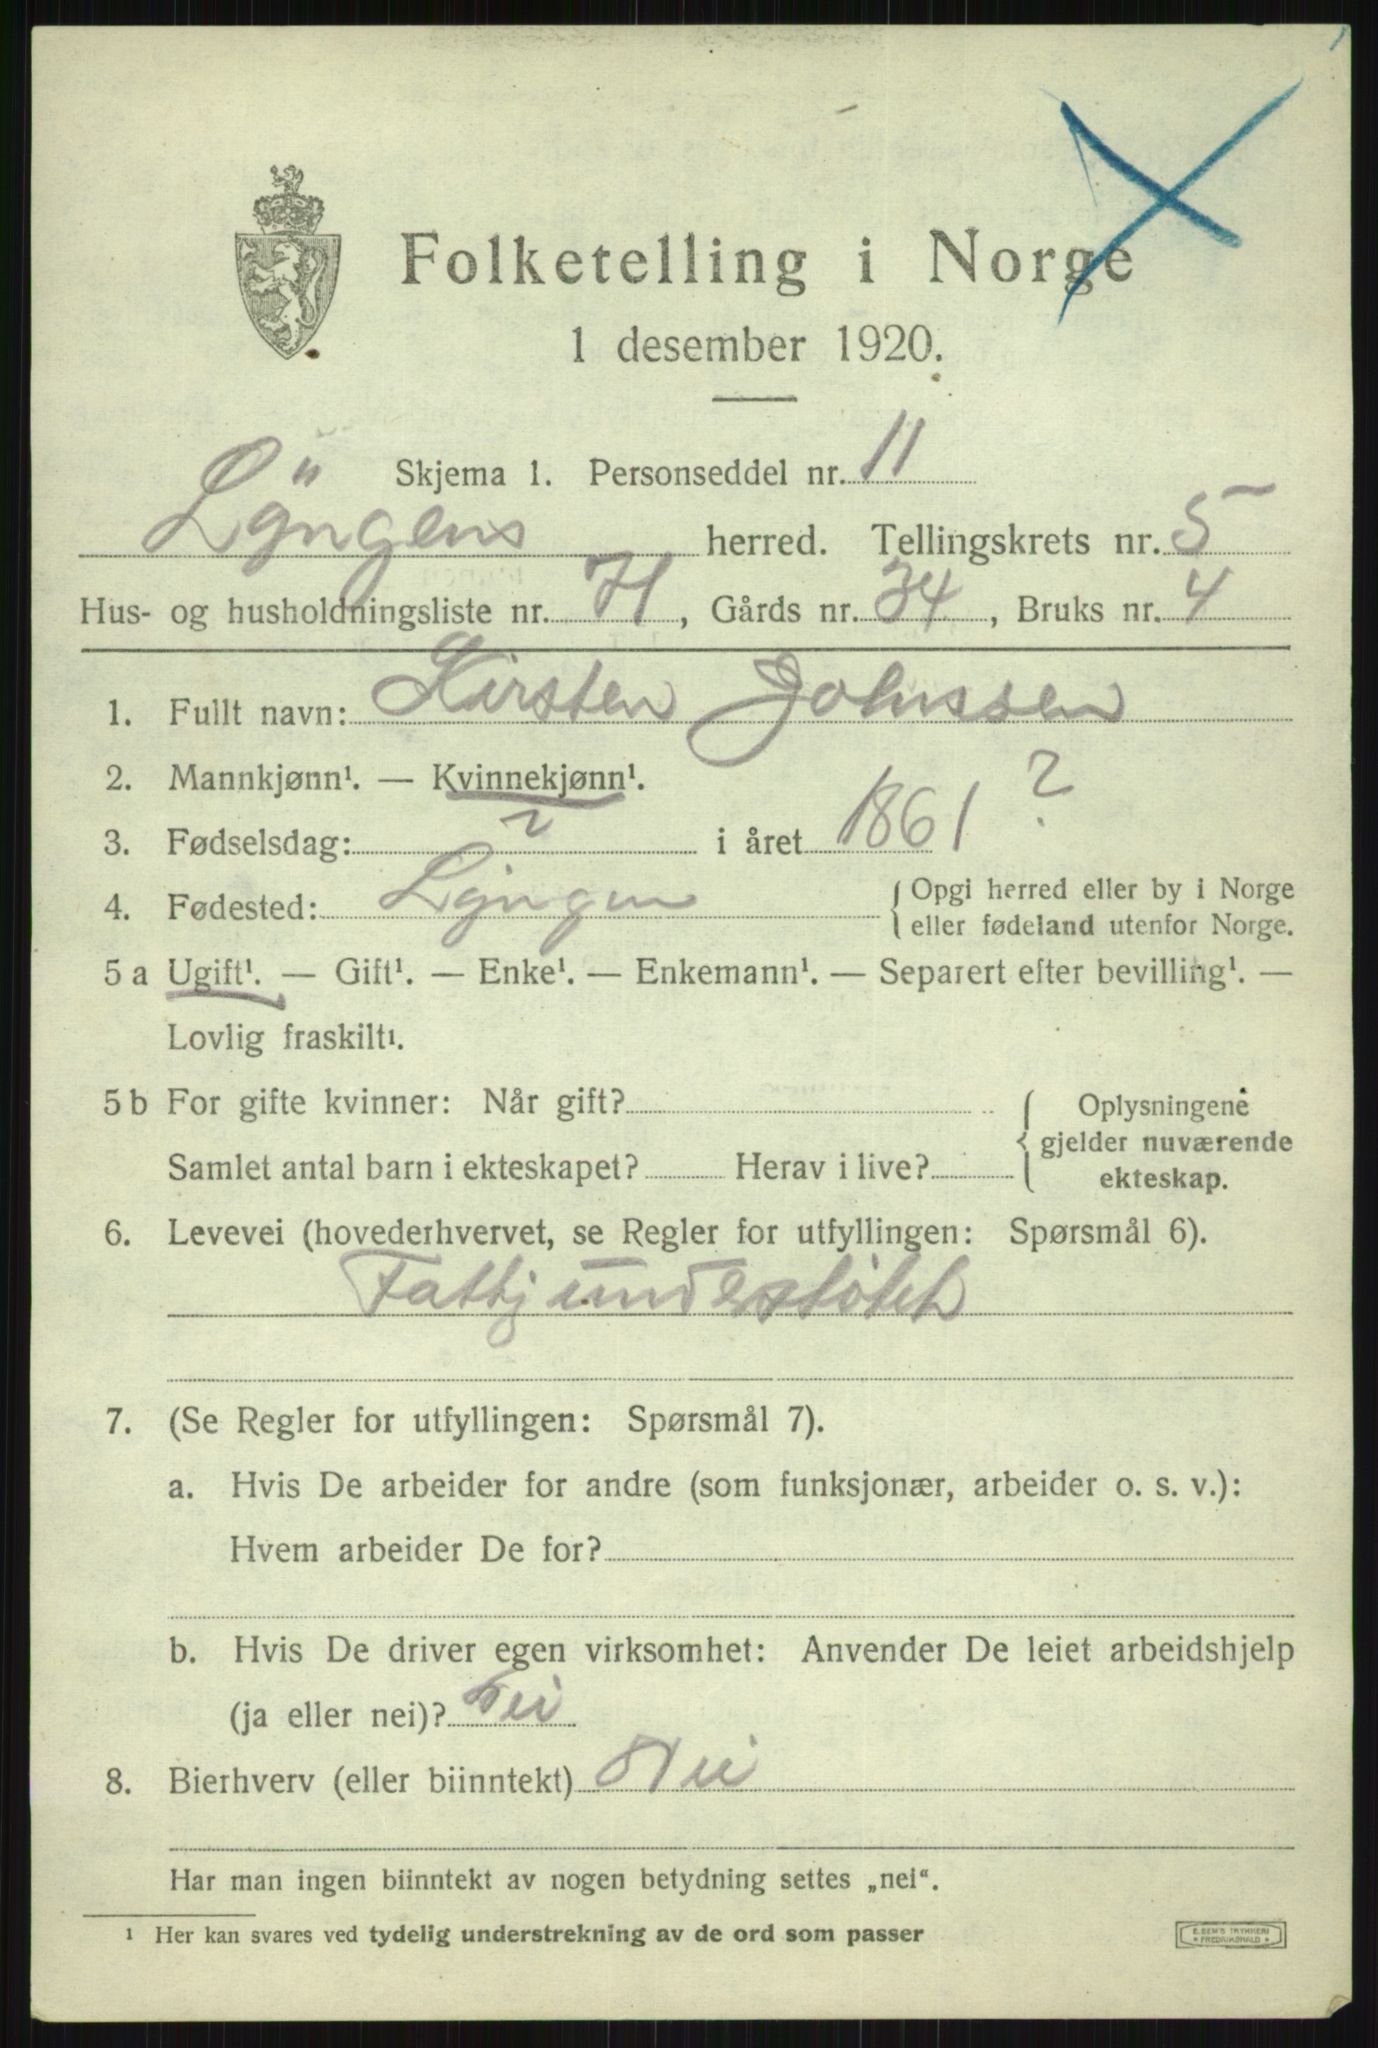 Folketelling i Norge
1 desember 1920.
Skjema 1. Personseddel nr. 11
Lÿngens herred. Tellingskrets nr. 5
Hus- og husholdningsliste nr. 71, Gårds nr. 34, Bruks nr. 4
1. Fullt navn: Kirsten Johnssen
2. Mannkjønn¹. — Kvinnekjønn¹.
3. Fødselsdag: ? i året 1861 ?
4. Fødested: Lyngen { Opgi herred eller by i Norge
eller fødeland utenfor Norge.
5 a Ugift¹. — Gift¹. — Enke¹. — Enkemann¹. — Separert efter bevilling¹. —
Lovlig fraskilt¹.
5 b For gifte kvinner: Når gift? { Oplysningene
gjelder nuværende
Samlet antal barn i ekteskapet? Herav i live?
ekteskap.
6. Levevei (hovederhvervet, se Regler for utfyllingen: Spørsmål 6).
Fattigunderstøtet
7. (Se Regler for utfyllingen: Spørsmål 7).
a. Hvis De arbeider for andre (som funksjonær, arbeider o. s. v.):
Hvem arbeider De for?
b. Hvis De driver egen virksomhet: Anvender De leiet arbeidshjelp
(ja eller nei)? Nei
8. Bierhverv (eller biinntekt) Nei
Har man ingen biinntekt av nogen betydning settes „nei“.
¹ Her kan svares ved tydelig understrekning av de ord som passer
E. SEM'S TRYKKERI
* FREDRIKSHALD *